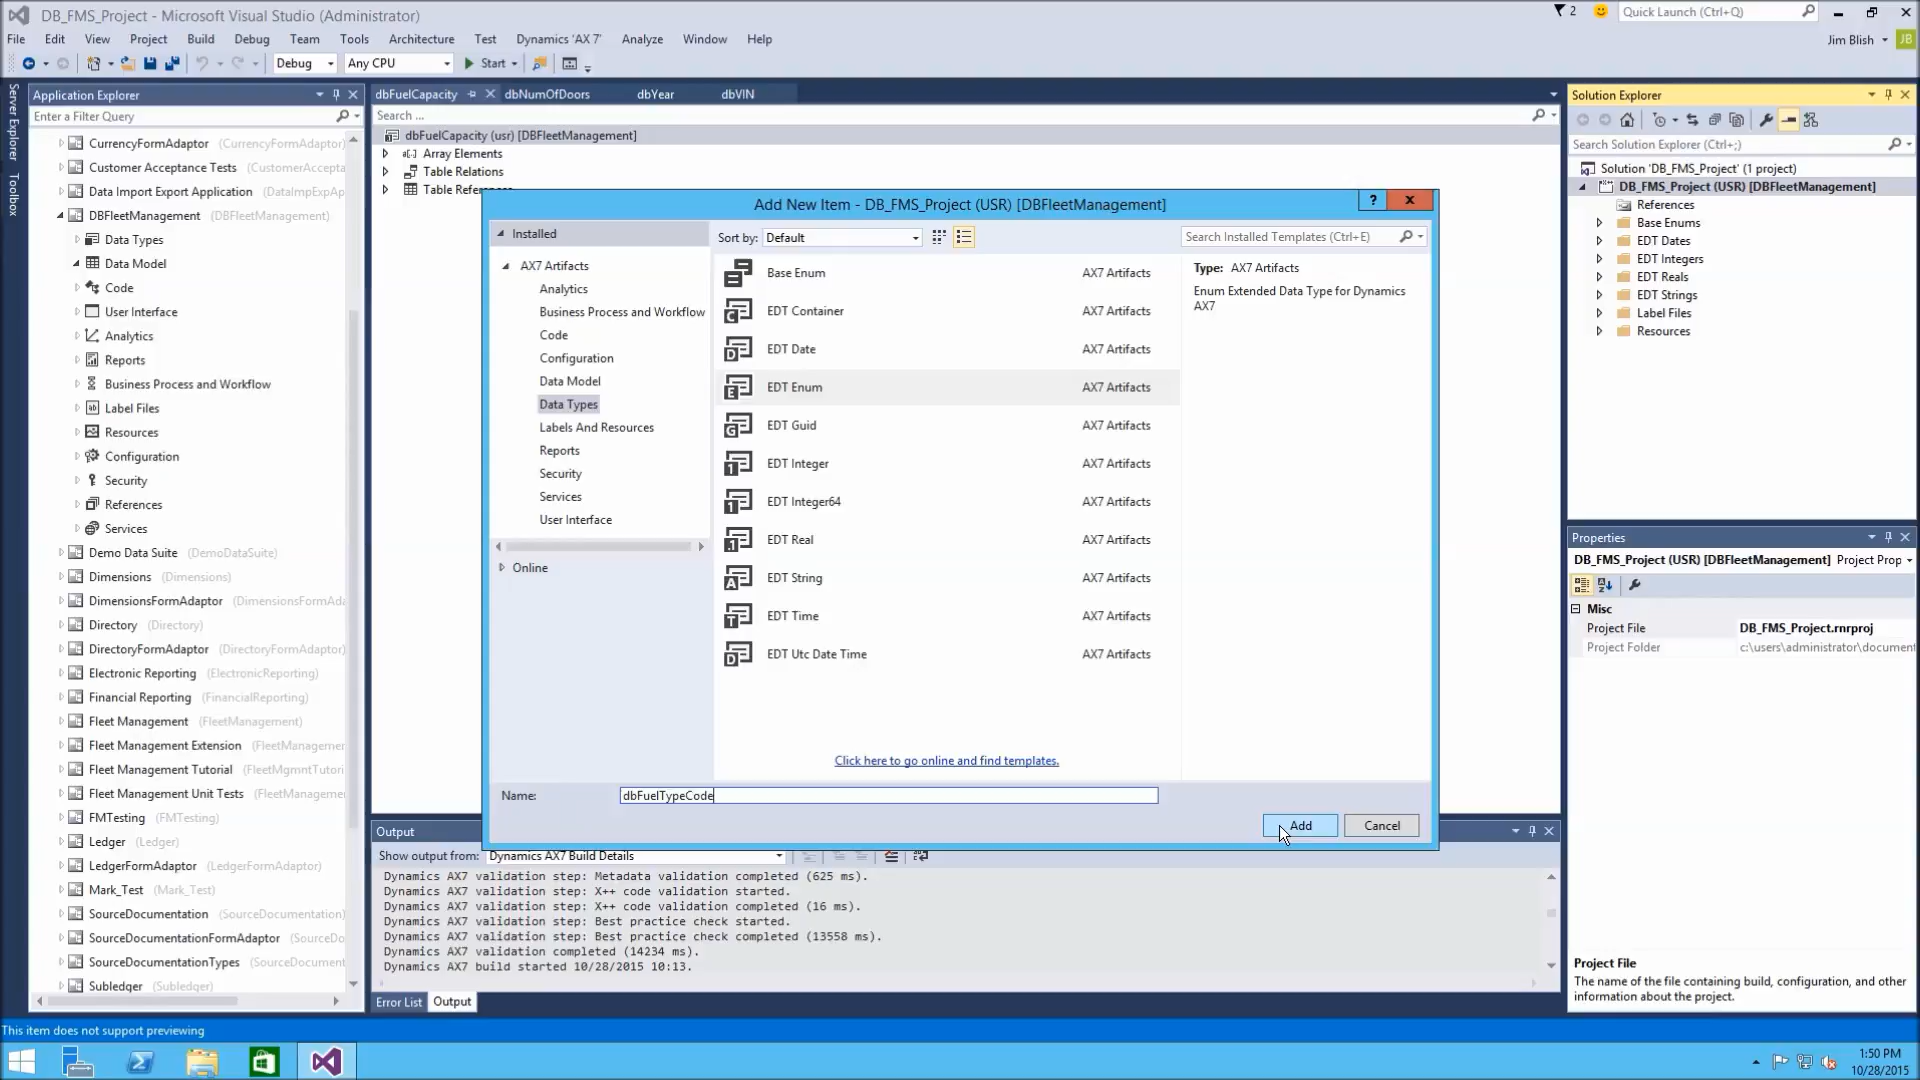 DB_FMS_Project - Microsoft Visual Studio (Administrator)
2
Quick Launch (Ctrl+Q)
File Edit View Project Build Debug Team Tools Architecture Test Dynamics 'AX 7' Analyze Window Help
Jim Blish
JB
Debug
Any CPU
Start
Server Explorer
Toolbox
Application Explorer
Enter a Filter Query
CurrencyFormAdaptor (CurrencyFormAdaptor)
Customer Acceptance Tests (CustomerAccepta
Data Import Export Application (DataImpExpAp
DBFleetManagement (DBFleetManagement)
Data Types
Data Model
Code
User Interface
Analytics
Reports
Business Process and Workflow
Label Files
Resources
Configuration
Security
References
Services
Demo Data Suite (DemoDataSuite)
Dimensions (Dimensions)
DimensionsFormAdaptor (DimensionsFormAda
Directory (Directory)
DirectoryFormAdaptor (DirectoryFormAdaptor)
Electronic Reporting (ElectronicReporting)
Financial Reporting (FinancialReporting)
Fleet Management (FleetManagement)
Fleet Management Extension (FleetManagemer
Fleet Management Tutorial (FleetMgmntTutori
Fleet Management Unit Tests (FleetManagemer
FMTesting (FMTesting)
Ledger (Ledger)
LedgerFormAdaptor (LedgerFormAdaptor)
Mark_Test (Mark_Test)
SourceDocumentation (SourceDocumentation)
SourceDocumentationFormAdaptor (SourceDo
SourceDocumentationTypes (SourceDocument
Subledger (Subledger)
dbFuelCapacity dbNumOfDoors dbYear dbVIN
Search ...
dbFuelCapacity (usr) [DBFleetManagement]
Array Elements
Table Relations
Table References
Add New Item - DB_FMS_Project (USR) [DBFleetManagement]
?
Installed
AX7 Artifacts
Analytics
Business Process and Workflow
Code
Configuration
Data Model
Data Types
Labels And Resources
Reports
Security
Services
User Interface
Online
Sort by: Default
Search Installed Templates (Ctrl+E)
Base Enum AX7 Artifacts
EDT Container AX7 Artifacts
EDT Date AX7 Artifacts
EDT Enum AX7 Artifacts
EDT Guid AX7 Artifacts
EDT Integer AX7 Artifacts
EDT Integer64 AX7 Artifacts
EDT Real AX7 Artifacts
EDT String AX7 Artifacts
EDT Time AX7 Artifacts
EDT Utc Date Time AX7 Artifacts
Click here to go online and find templates.
Type: AX7 Artifacts
Enum Extended Data Type for Dynamics
AX7
Name: dbFuelTypeCode
Add Cancel
Output
Show output from: Dynamics AX7 Build Details
Dynamics AX7 validation step: Metadata validation completed (625 ms).
Dynamics AX7 validation step: X++ code validation started.
Dynamics AX7 validation step: X++ code validation completed (16 ms).
Dynamics AX7 validation step: Best practice check started.
Dynamics AX7 validation step: Best practice check completed (13558 ms).
Dynamics AX7 validation completed (14234 ms).
Dynamics AX7 build started 10/28/2015 10:13.
Error List Output
Solution Explorer
Search Solution Explorer (Ctrl+;)
Solution 'DB_FMS_Project' (1 project)
DB_FMS_Project (USR) [DBFleetManagement]
References
Base Enums
EDT Dates
EDT Integers
EDT Reals
EDT Strings
Label Files
Resources
Properties
DB_FMS_Project (USR) [DBFleetManagement] Project Prop
Misc
Project File DB_FMS_Project.rnrproj
Project Folder c:\users\administrator\document
Project File
The name of the file containing build, configuration, and other
information about the project.
This item does not support previewing
1:50 PM
10/28/2015